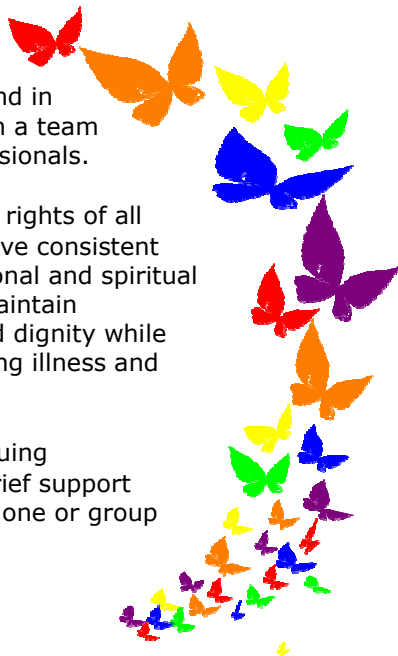 nd in
a team
sionals.
rights of all
ve consistent
onal and spiritual
aintain
d dignity while
ng illness and
uing
rief support
one or group